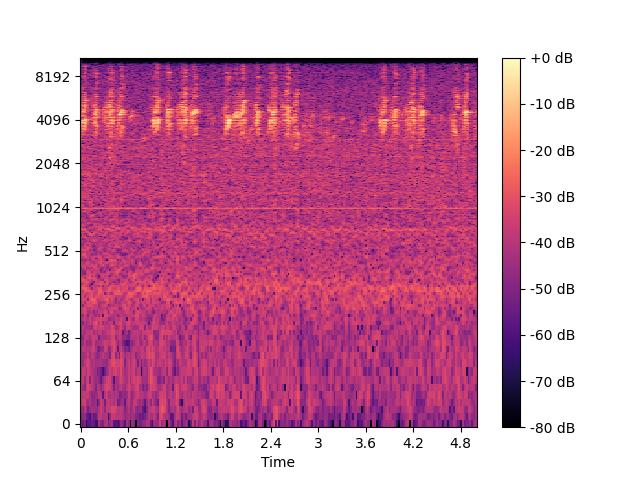 8192
4096
2048
1024
512
256
128
64
0
Hz
0 0.6 1.2 1.8 2.4 3 3.6 4.2 4.8
Time
+0 dB
-10 dB
-20 dB
-30 dB
-40 dB
-50 dB
-60 dB
-70 dB
-80 dB